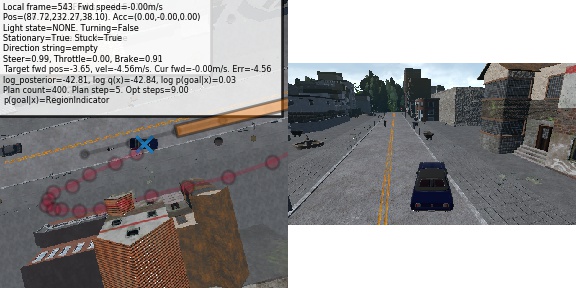 Local frame=543: Fwd speed=-0.00m/s
Pos=(87.72,232.27,38.10). Acc=(0.00,-0.00,0.00)
Light state=NONE. Turning=False
Stationary=True: Stuck=True
Direction string=empty
Steer=0.99, Throttle=0.00, Brake=0.91
Target fwd pos=-3.65, vel=-4.56m/s. Cur fwd=-0.00m/s. Err=-4.56
log_posterior=-42.81, log q(x)=-42.84, log p(goal|x)=0.03
Plan count=400. Plan step=5. Opt steps=9.00
p(goal|x)=RegionIndicator